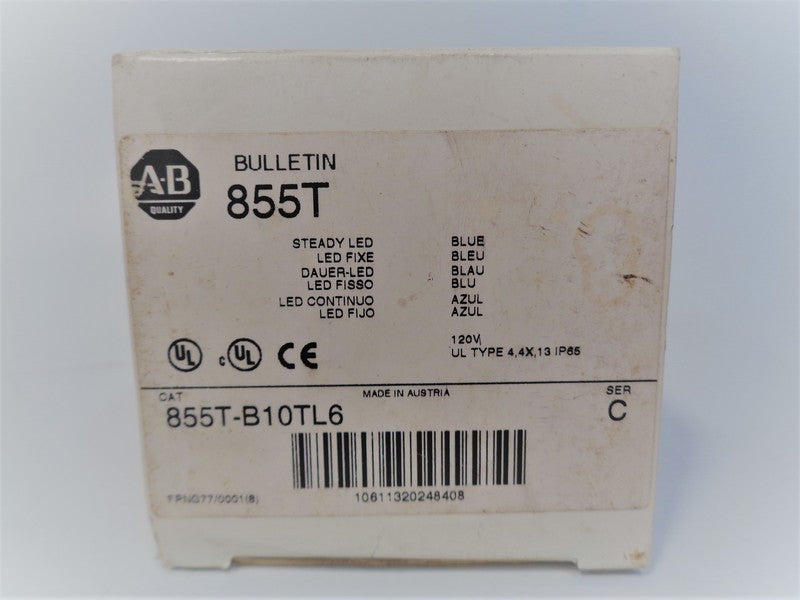 A-B
QUALITY
BULLETIN
855T
STEADY LED BLUE
LED FIXE BLEU
DAUER-LED BLAU
LED FISSO BLU
LED CONTINUO AZUL
LED FIJO AZUL
120V
UL TYPE 4,4X,13 IP65
UL c UL CE
CAT MADE IN AUSTRIA SER
855T-B10TL6 C
10611320248408